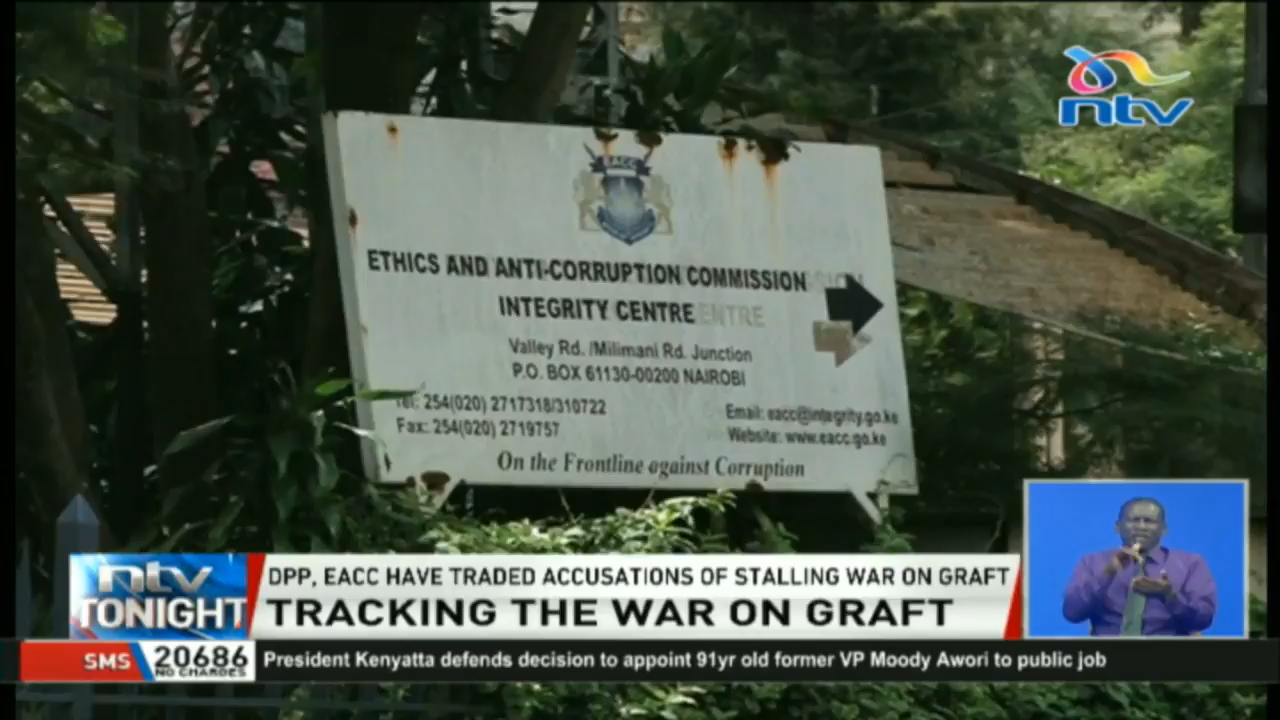 ntv
EACC
ETHICS AND ANTI-CORRUPTION COMMISSION
INTEGRITY CENTRE ENTRE
Valley Rd. /Milimani Rd. Junction
P.O. BOX 61130-00200 NAIROBI
Tel: 254(020) 2717318/310722
Fax: 254(020) 2719757
Email: eacc@integrity.go.ke
Website: www.eacc.go.ke
On the Frontline against Corruption
ntv
TONIGHT
DPP, EACC HAVE TRADED ACCUSATIONS OF STALLING WAR ON GRAFT
TRACKING THE WAR ON GRAFT
SMS 20686
NO CHARGES
President Kenyatta defends decision to appoint 91yr old former VP Moody Awori to public job